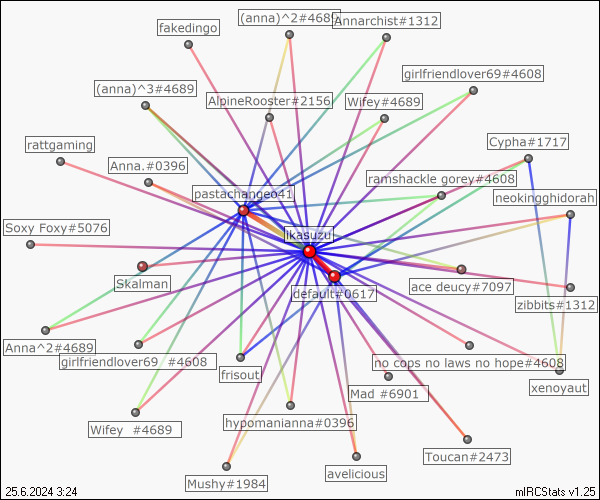 (anna)^2#4689
Annarchist#1312
fakedingo
girlfriendlover69#4608
(anna)^3#4689
AlpineRooster#2156
Wifey#4689
Cypha#1717
rattgaming
Anna.#0396
ramshackle gorey#4608
pastachangeo41
neokingghidorah
Soxy Foxy#5076
likasuzu
Skalman
ace deucy#7097
default#0617
zibbits#1312
Anna^2#4689
girlfriendlover69 #4608
no cops no laws no hope#4608
frisout
xenoyaut
Mad #6901
hypomanianna#0396
Wifey #4689
Toucan#2473
avelicious
Mushy#1984
25.6.2024 3:24
mIRCStats v1.25